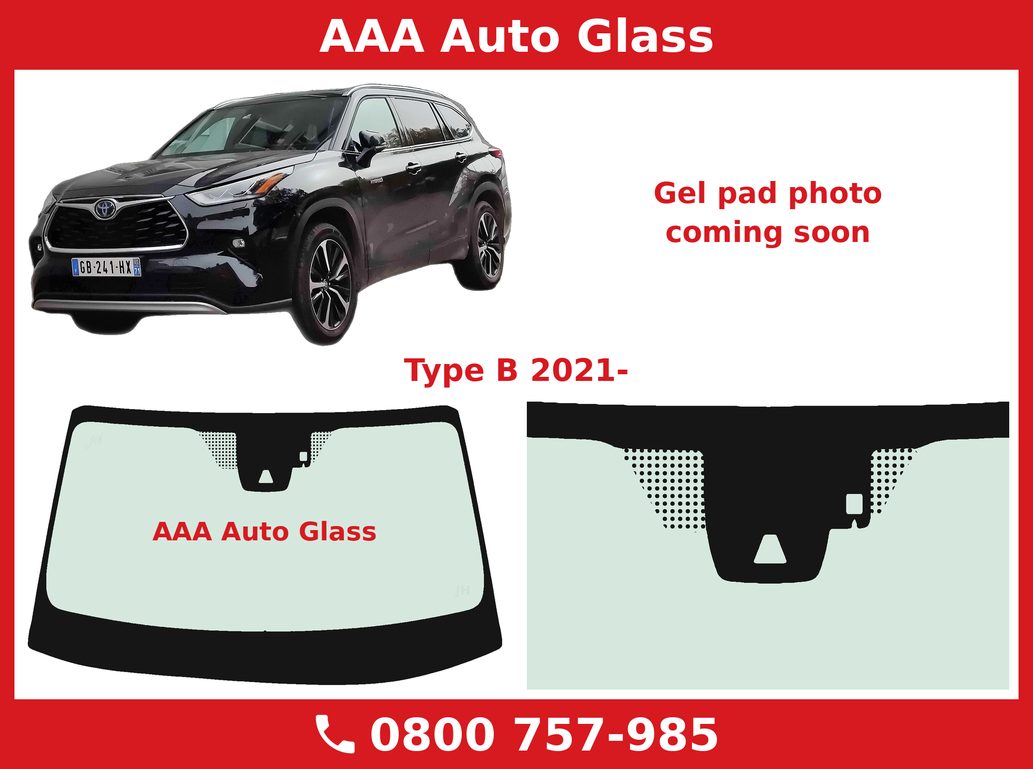 AAA Auto Glass
GB-241-HX
Gel pad photo
coming soon
Type B 2021-
AAA Auto Glass
0800 757-985